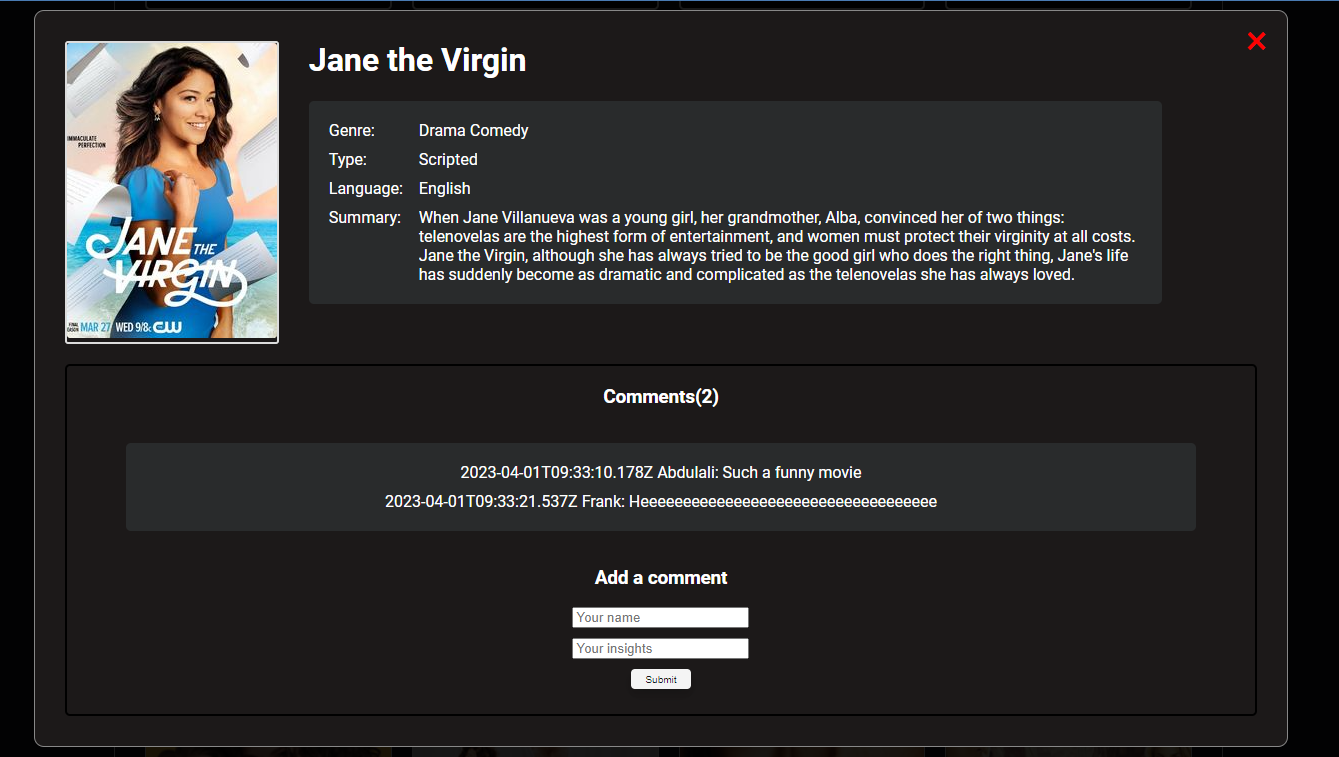 Jane the Virgin
IMMACULATE
PERFECTION
JANE THE
VIRGIN
FINAL
SEASON MAR 27 WED 9/8c CW
Genre: Drama Comedy
Type: Scripted
Language: English
Summary: When Jane Villanueva was a young girl, her grandmother, Alba, convinced her of two things:
telenovelas are the highest form of entertainment, and women must protect their virginity at all costs.
Jane the Virgin, although she has always tried to be the good girl who does the right thing, Jane's life
has suddenly become as dramatic and complicated as the telenovelas she has always loved.
Comments(2)
2023-04-01T09:33:10.178Z Abdulali: Such a funny movie
2023-04-01T09:33:21.537Z Frank: Heeeeeeeeeeeeeeeeeeeeeeeeeeeeeeeeeee
Add a comment
Your name
Your insights
Submit